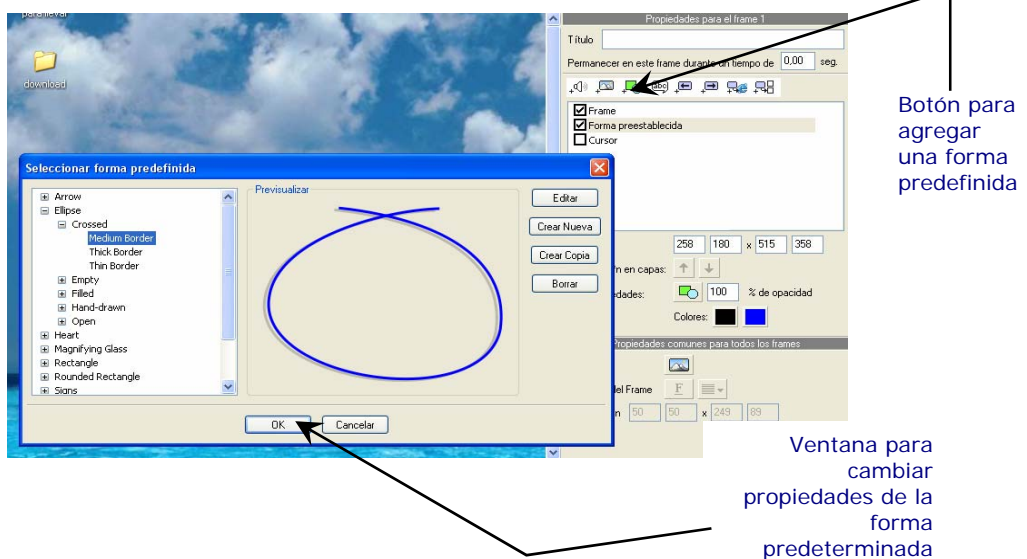 para llevar
download
Propiedades para el frame 1
Título
Permanecer en este frame durante un tiempo de 0,00 seg.
abc
Frame
Forma preestablecida
Cursor
Botón para
agregar
una forma
predefinida
Seleccionar forma predefinida
Arrow
Ellipse
Crossed
Medium Border
Thick Border
Thin Border
Empty
Filled
Hand-drawn
Open
Heart
Magnifying Glass
Rectangle
Rounded Rectangle
Signs
Previsualizar
Editar
Crear Nueva
Crear Copia
Borrar
OK
Cancelar
258 180 x 515 358
n en capas:
edades: 100 % de opacidad
Colores:
Propiedades comunes para todos los frames
del Frame F
n 50 50 x 249 89
Ventana para
cambiar
propiedades de la
forma
predeterminada